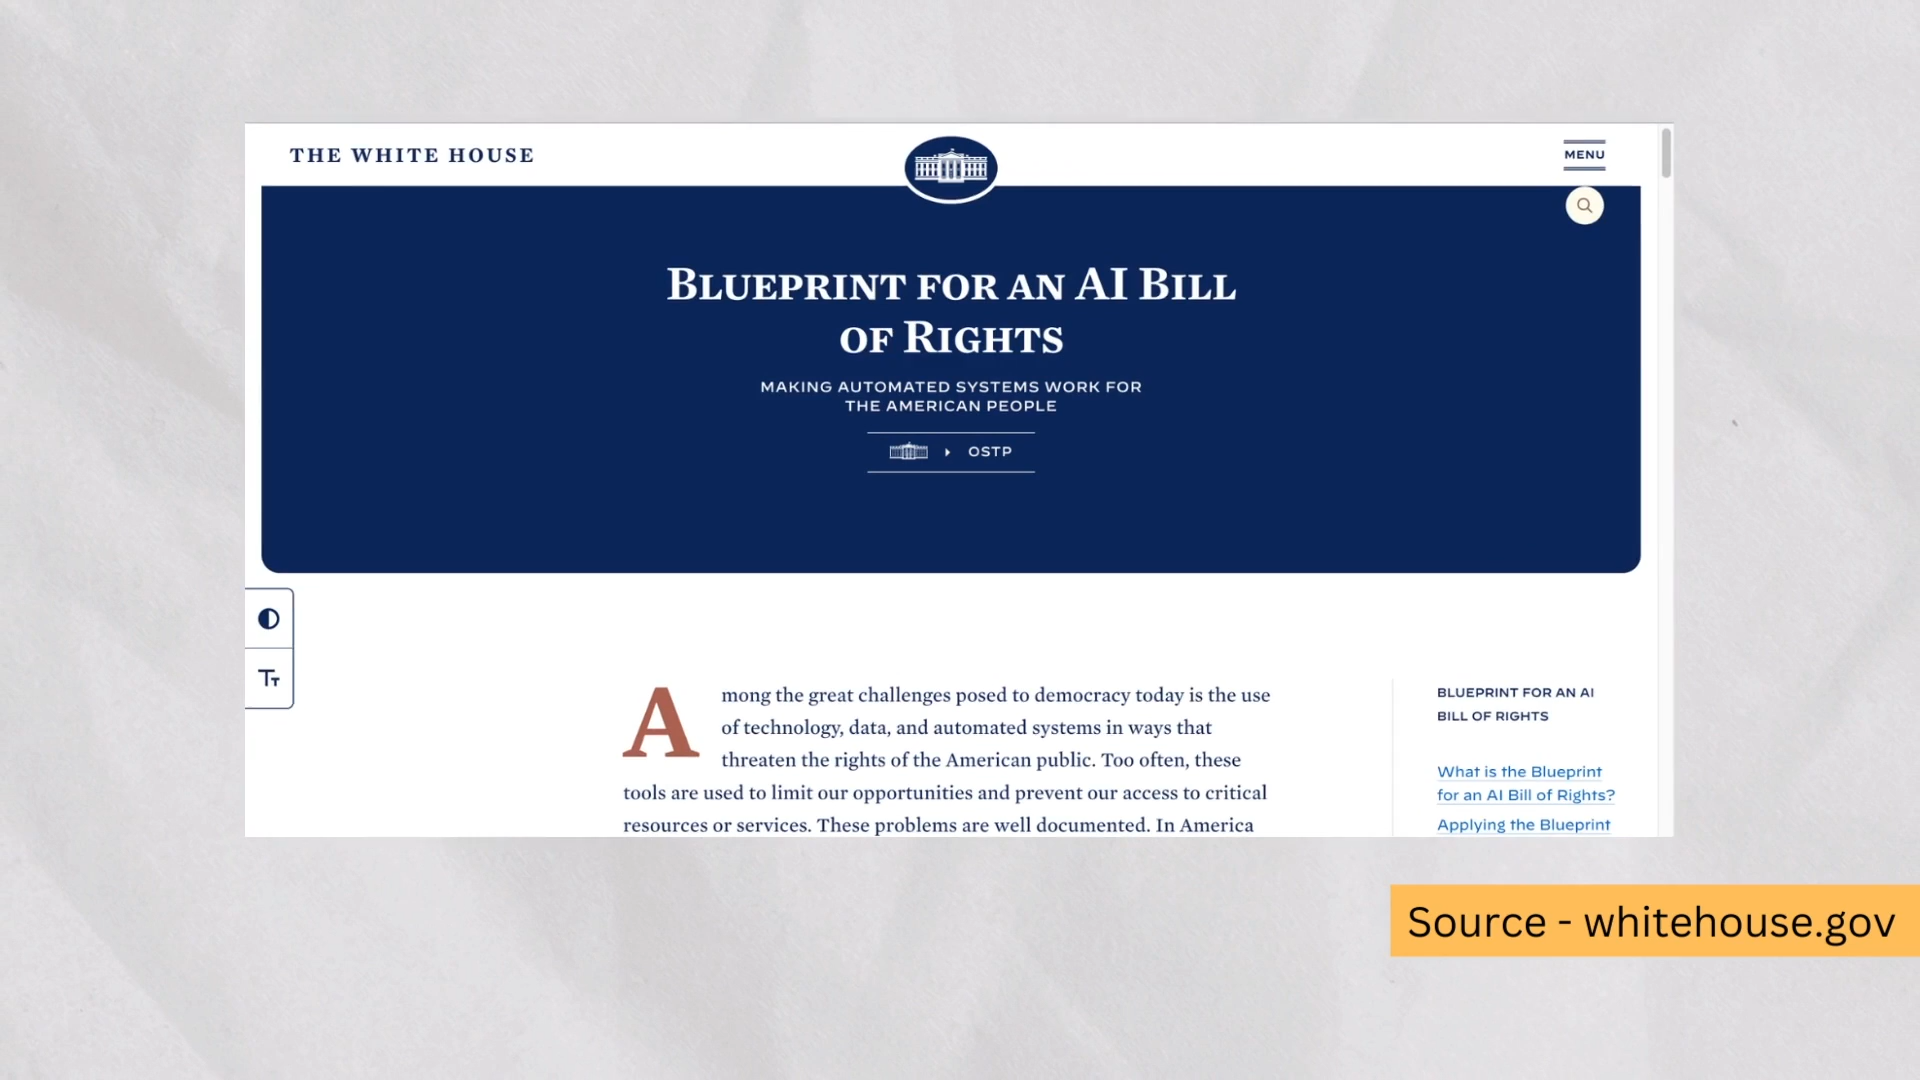 THE WHITE HOUSE
MENU
BLUEPRINT FOR AN AI BILL
OF RIGHTS
MAKING AUTOMATED SYSTEMS WORK FOR
THE AMERICAN PEOPLE
OSTP
Tт
Among the great challenges posed to democracy today is the use
of technology, data, and automated systems in ways that
threaten the rights of the American public. Too often, these
tools are used to limit our opportunities and prevent our access to critical
resources or services. These problems are well documented. In America
BLUEPRINT FOR AN AI
BILL OF RIGHTS
What is the Blueprint
for an AI Bill of Rights?
Applying the Blueprint
Source - whitehouse.gov